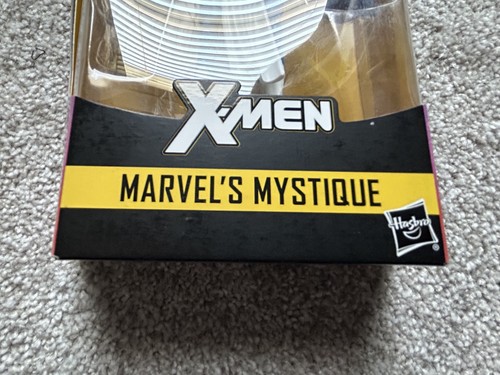 X-MEN
MARVEL'S MYSTIQUE
Hasbro
®